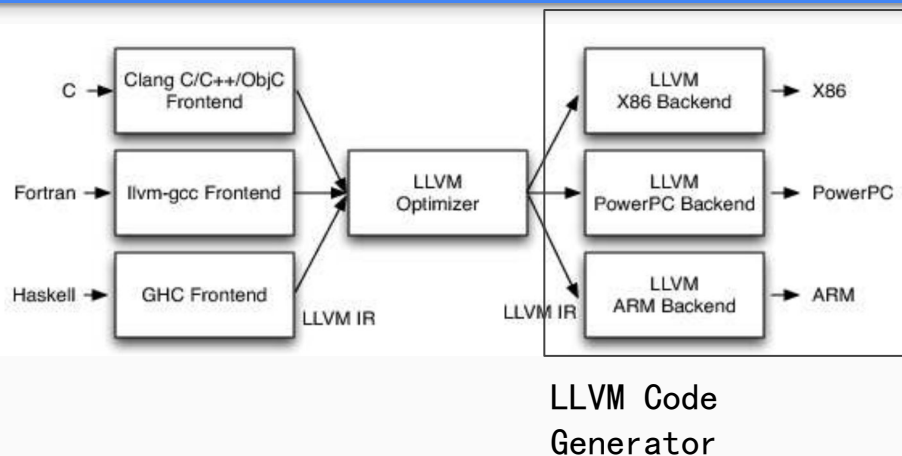 C
Clang C/C++/ObjC
Frontend
LLVM
X86 Backend
X86
Fortran
llvm-gcc Frontend
LLVM
Optimizer
LLVM
PowerPC Backend
PowerPC
Haskell
GHC Frontend
LLVM IR
LLVM IR
LLVM
ARM Backend
ARM
LLVM Code
Generator